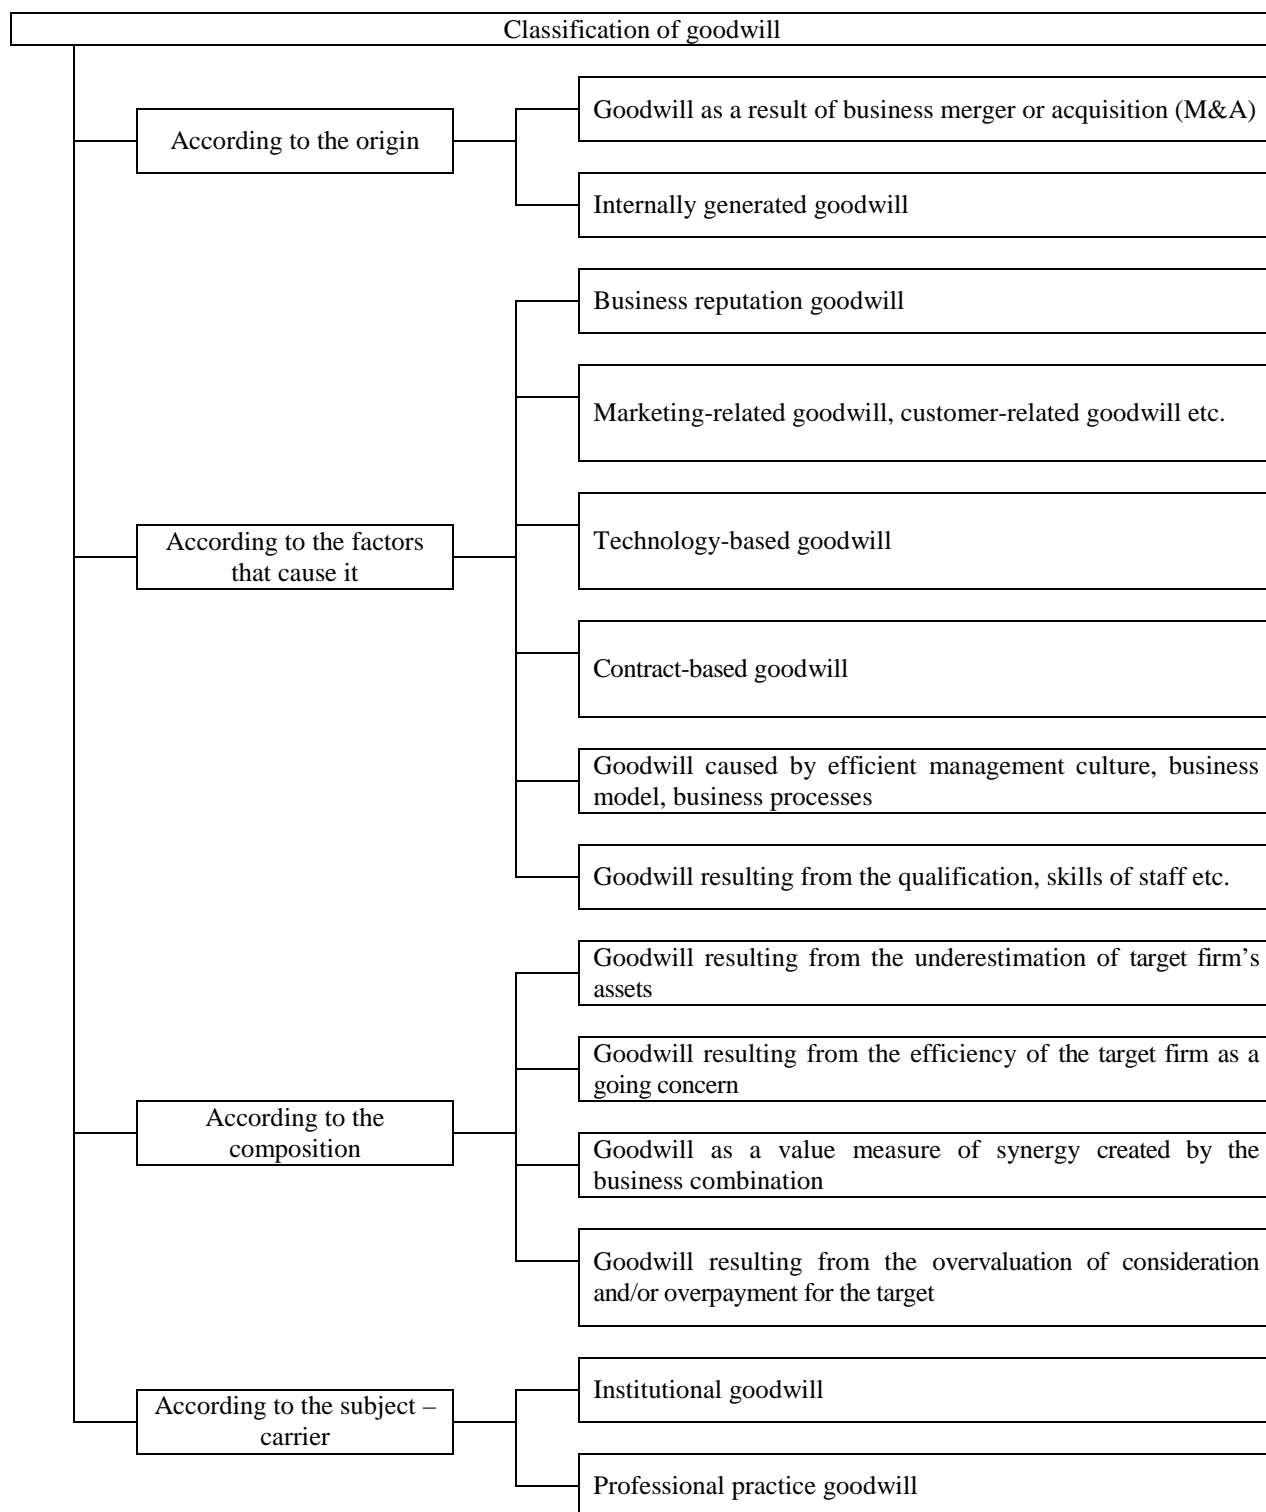 Classification of goodwill
According to the origin
Goodwill as a result of business merger or acquisition (M&A)
Internally generated goodwill
According to the factors
that cause it
Business reputation goodwill
Marketing-related goodwill, customer-related goodwill etc.
Technology-based goodwill
Contract-based goodwill
Goodwill caused by efficient management culture, business
model, business processes
Goodwill resulting from the qualification, skills of staff etc.
According to the
composition
Goodwill resulting from the underestimation of target firm's
assets
Goodwill resulting from the efficiency of the target firm as a
going concern
Goodwill as a value measure of synergy created by the
business combination
Goodwill resulting from the overvaluation of consideration
and/or overpayment for the target
According to the subject –
carrier
Institutional goodwill
Professional practice goodwill